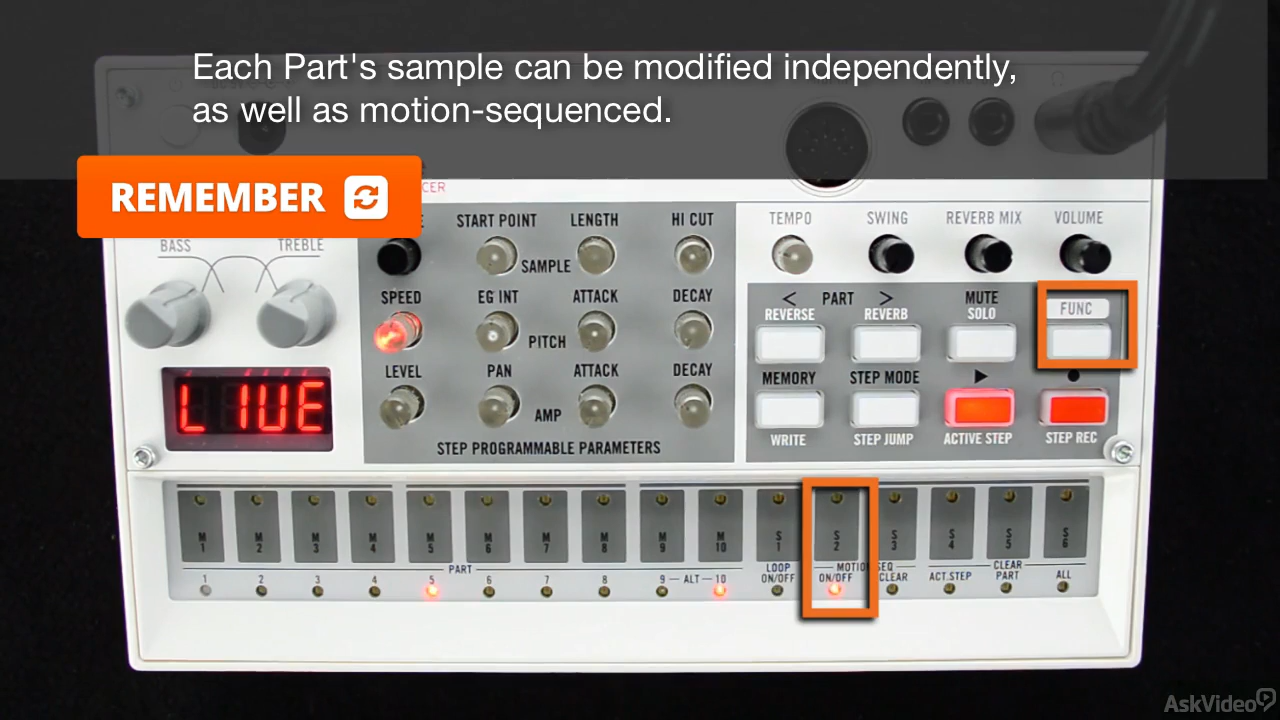 Each Part's sample can be modified independently,
as well as motion-sequenced.
REMEMBER
BASS TREBLE
START POINT LENGTH HI CUT
SAMPLE
SPEED EG INT ATTACK DECAY
PITCH
LEVEL PAN ATTACK DECAY
AMP
STEP PROGRAMMABLE PARAMETERS
L IVE
TEMPO SWING REVERB MIX VOLUME
< PART > MUTE
REVERSE REVERB SOLO FUNC
MEMORY STEP MODE
WRITE STEP JUMP ACTIVE STEP STEP REC
M 1 M 2 M 3 M 4 M 5 M 6 M 7 M 8 M 9 M 10 S 1 S 2 S 3 S 4 S 5 S 6
PART LOOP MOTION SEQ CLEAR
1 2 3 4 5 6 7 8 9 ALT 10 ON/OFF ON/OFF CLEAR ACT.STEP PART ALL
AskVideo